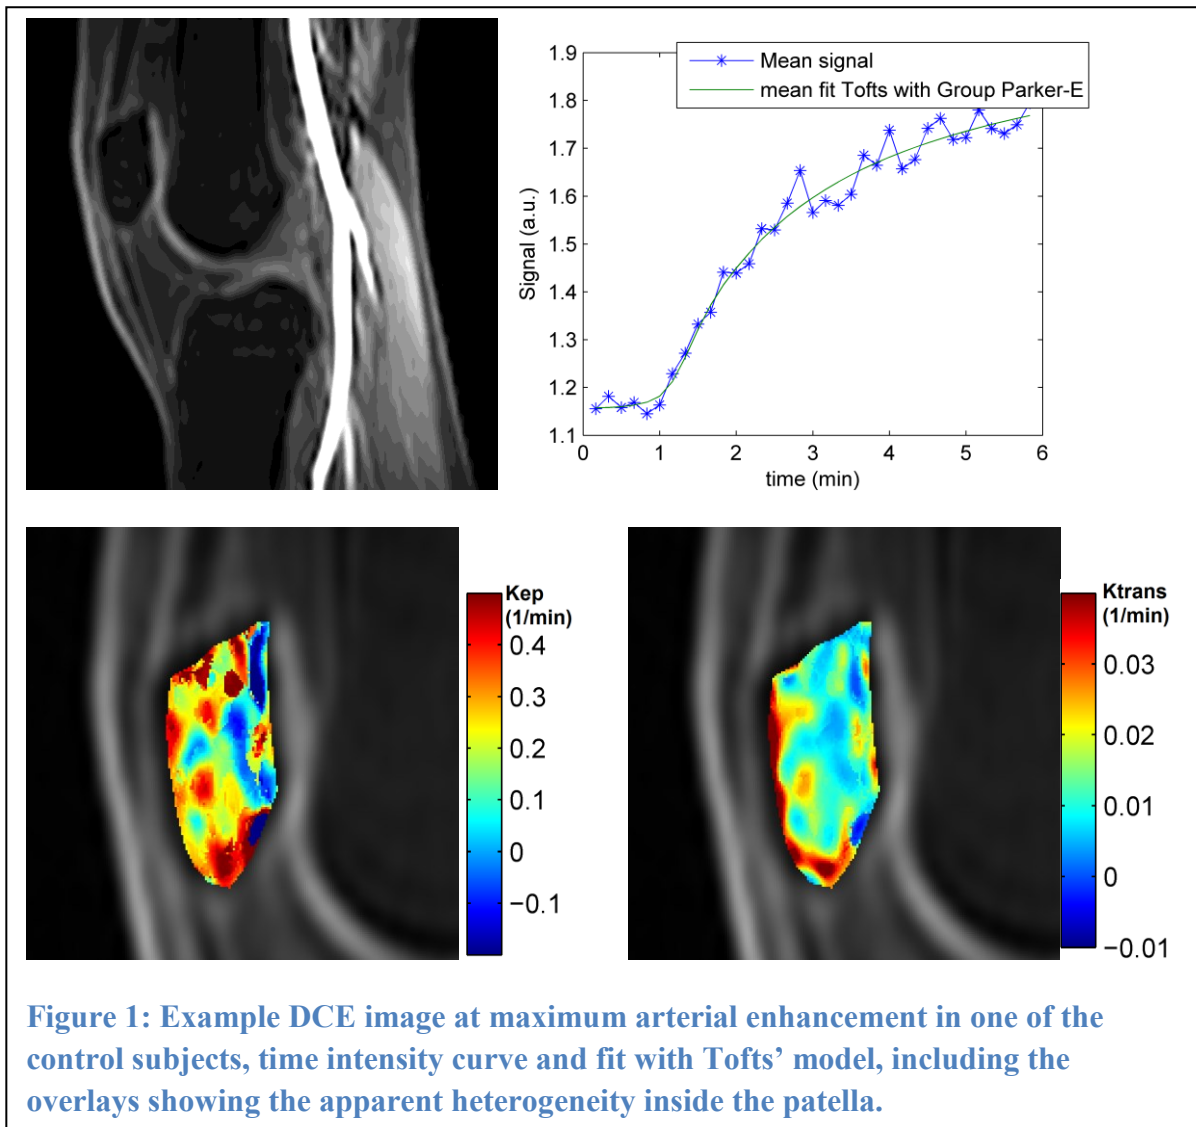 1.9
1.8
1.7
1.6
1.5
1.4
1.3
1.2
1.1
0 1 2 3 4 5 6
Signal (a.u.)
time (min)
Mean signal
mean fit Tofts with Group Parker-E
Kep
(1/min)
0.4
0.3
0.2
0.1
0
−0.1
Ktrans
(1/min)
0.03
0.02
0.01
0
−0.01
Figure 1: Example DCE image at maximum arterial enhancement in one of the
control subjects, time intensity curve and fit with Tofts’ model, including the
overlays showing the apparent heterogeneity inside the patella.